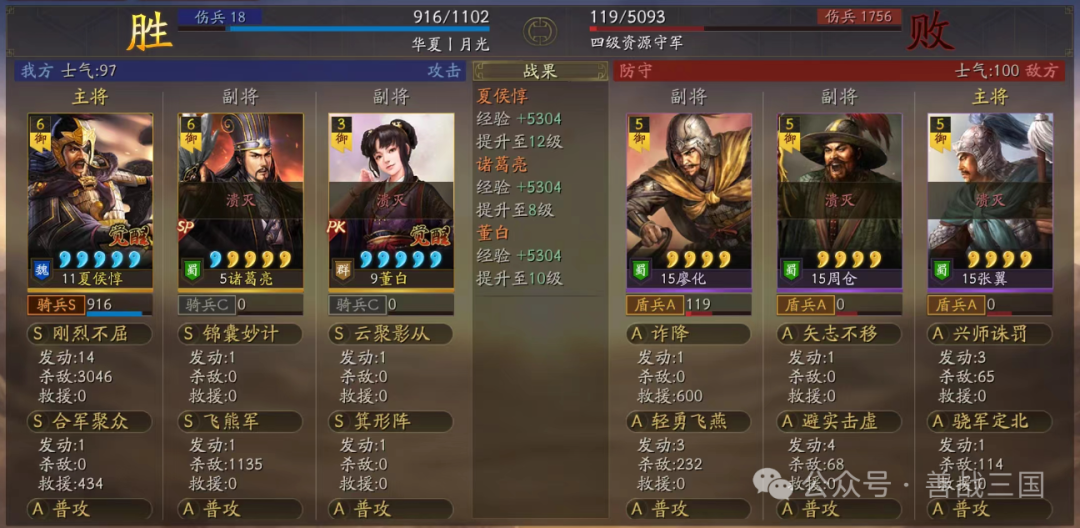 胜
伤兵 18
916/1102
华夏丨月光
119/5093
伤兵 1756
四级资源守军
败
我方 士气:97
攻击
战果
防守
士气:100 敌方
主将
副将
副将
副将
副将
主将
6
御
觉醒
魏
11夏侯惇
6
御
溃灭
SP
蜀
5诸葛亮
3
御
溃灭
PK
觉醒
群
9董白
夏侯惇
经验 +5304
提升至12级
诸葛亮
经验 +5304
提升至8级
董白
经验 +5304
提升至10级
5
御
蜀
15廖化
5
御
溃灭
蜀
15周仓
5
御
溃灭
蜀
15张翼
骑兵S 916
骑兵C 0
骑兵C 0
盾兵A 119
盾兵A 0
盾兵A 0
S 刚烈不屈
发动:14
杀敌:3046
救援:0
S 合军聚众
发动:1
杀敌:0
救援:434
A 普攻
S 锦囊妙计
发动:1
杀敌:0
救援:0
S 飞熊军
发动:1
杀敌:1135
救援:0
A 普攻
S 云聚影从
发动:1
杀敌:0
救援:0
S 箕形阵
发动:1
杀敌:0
救援:0
A 普攻
A 诈降
发动:1
杀敌:0
救援:600
A 轻勇飞燕
发动:3
杀敌:232
救援:0
A 普攻
A 矢志不移
发动:1
杀敌:0
救援:0
A 避实击虚
发动:4
杀敌:68
救援:0
A 普攻
A 兴师诛罚
发动:3
杀敌:65
救援:0
A 骁军定北
发动:1
杀敌:114
救援:0
A 普攻
公众号 · 善战三国